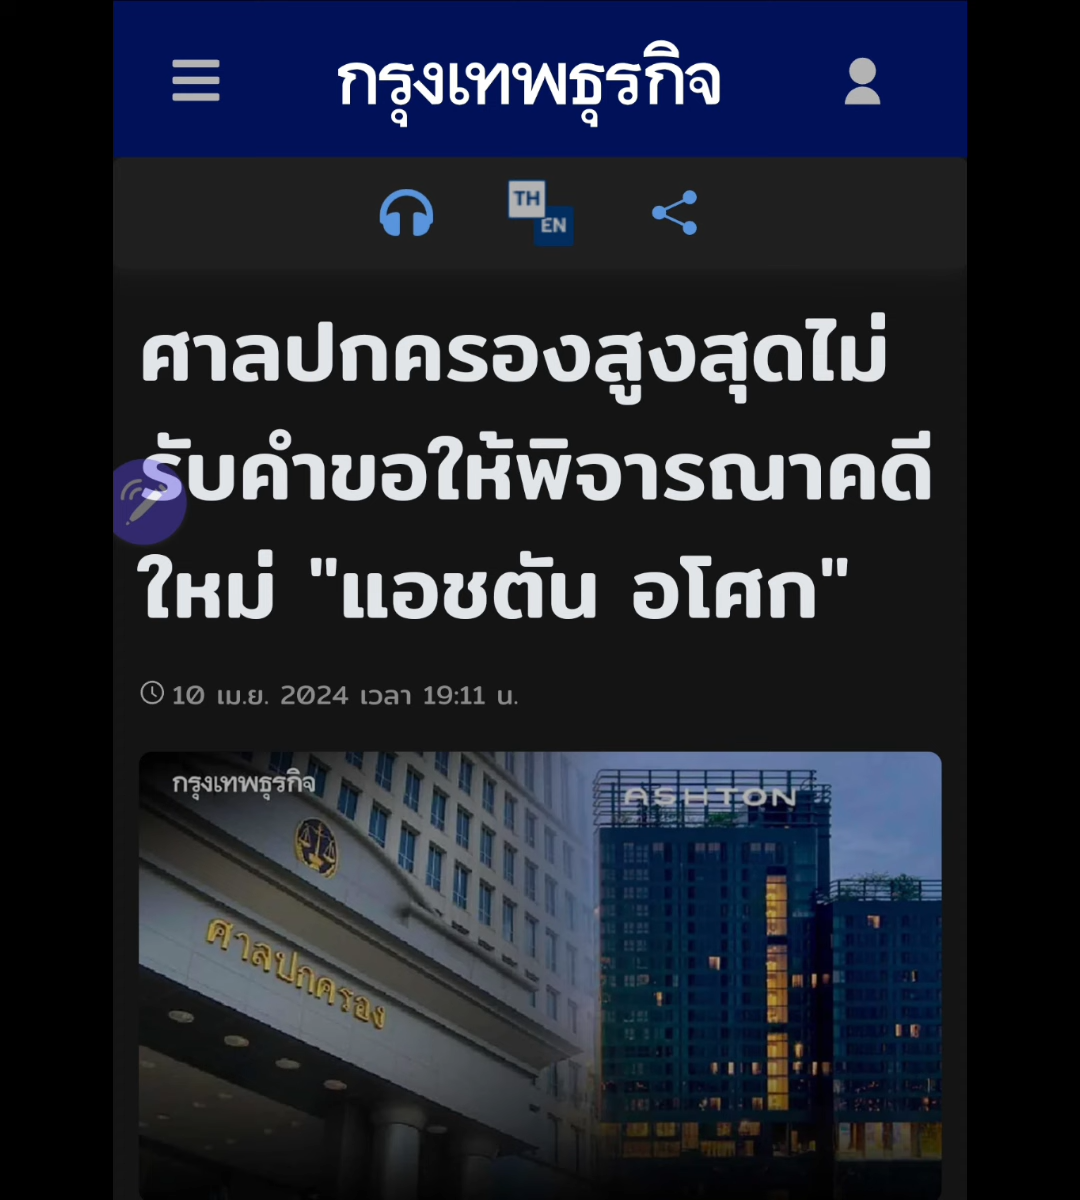 กรุงเทพธุรกิจ
TH
EN
ศาลปกครองสูงสุดไม่
รับคำขอให้พิจารณาคดี
ใหม่ "แอชตัน อโศก"
10 เม.ย. 2024 เวลา 19:11 น.
กรุงเทพธุรกิจ
ASHTON
ศาลปกครอง